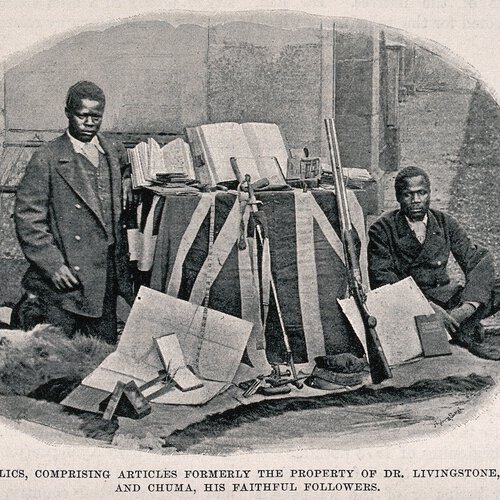 LICS, COMPRISING ARTICLES FORMERLY THE PROPERTY OF DR. LIVINGSTONE,
AND CHUMA, HIS FAITHFUL FOLLOWERS.